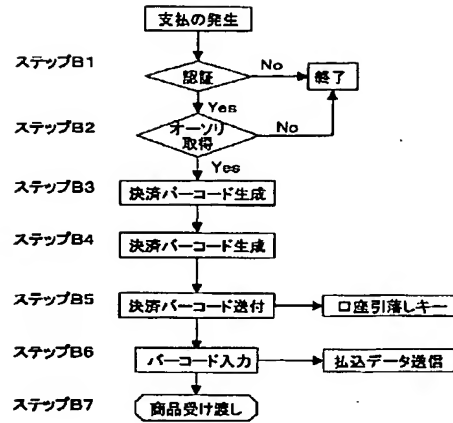 支払の発生
ステップB1
認証
No
終了
Yes
ステップB2
オーソリ
取得
No
Yes
ステップB3
決済バーコード生成
ステップB4
決済バーコード生成
ステップB5
決済バーコード送付
口座引落しキー
ステップB6
バーコード入力
払込データ送信
ステップB7
商品受け渡し